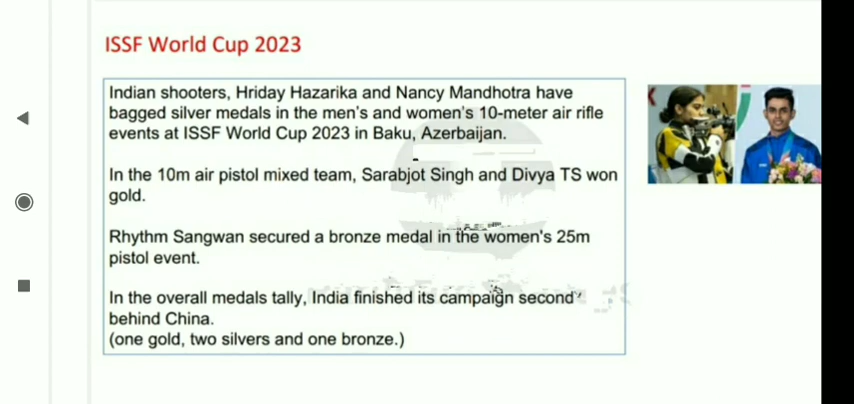 ISSF World Cup 2023
Indian shooters, Hriday Hazarika and Nancy Mandhotra have
bagged silver medals in the men's and women's 10-meter air rifle
events at ISSF World Cup 2023 in Baku, Azerbaijan.
In the 10m air pistol mixed team, Sarabjot Singh and Divya TS won
gold.
Rhythm Sangwan secured a bronze medal in the women's 25m
pistol event.
In the overall medals tally, India finished its campaign second
behind China.
(one gold, two silvers and one bronze.)